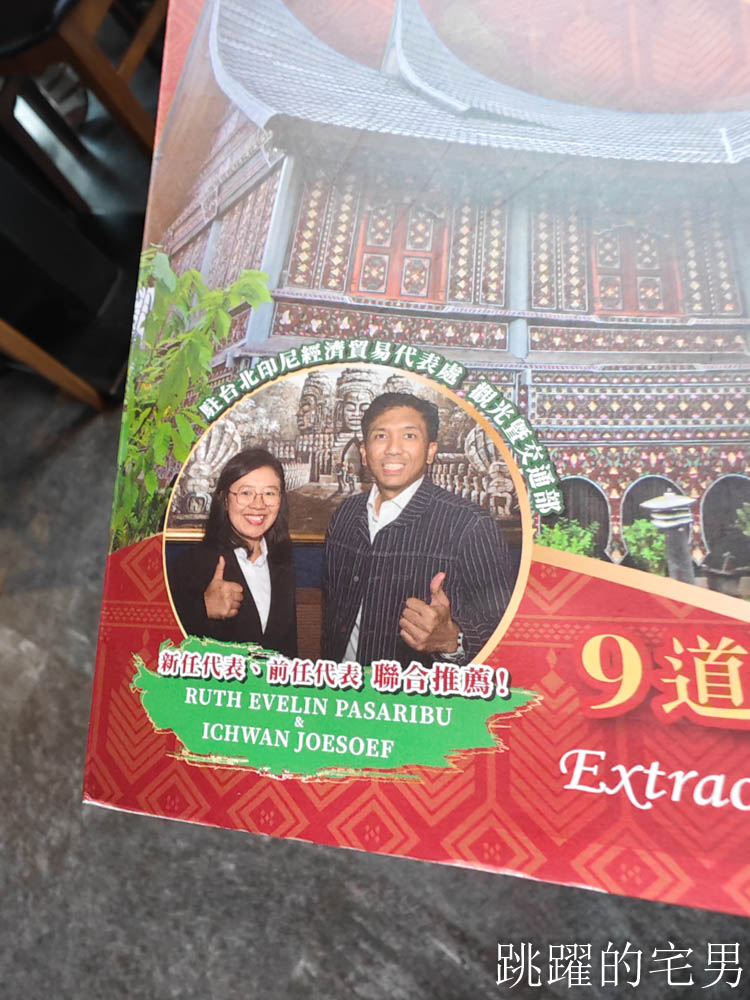 駐台北印尼經濟貿易代表處 觀光暨交通部
新任代表、前任代表 聯合推薦!
RUTH EVELIN PASARIBU
&
ICHWAN JOESOEF
9道
Extrao
跳躍的宅男